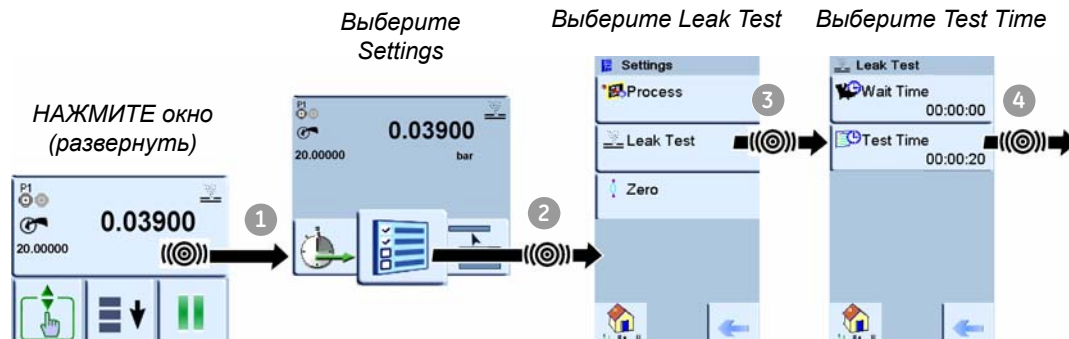 НАЖМИТЕ окно
(развернуть)
P1
0.03900
20.00000
1
Выберите
Settings
P1
0.03900
20.00000
bar
2
Выберите Leak Test
Settings
Process
Leak Test
Zero
3
Выберите Test Time
Leak Test
Wait Time
00:00:00
Test Time
00:00:20
4